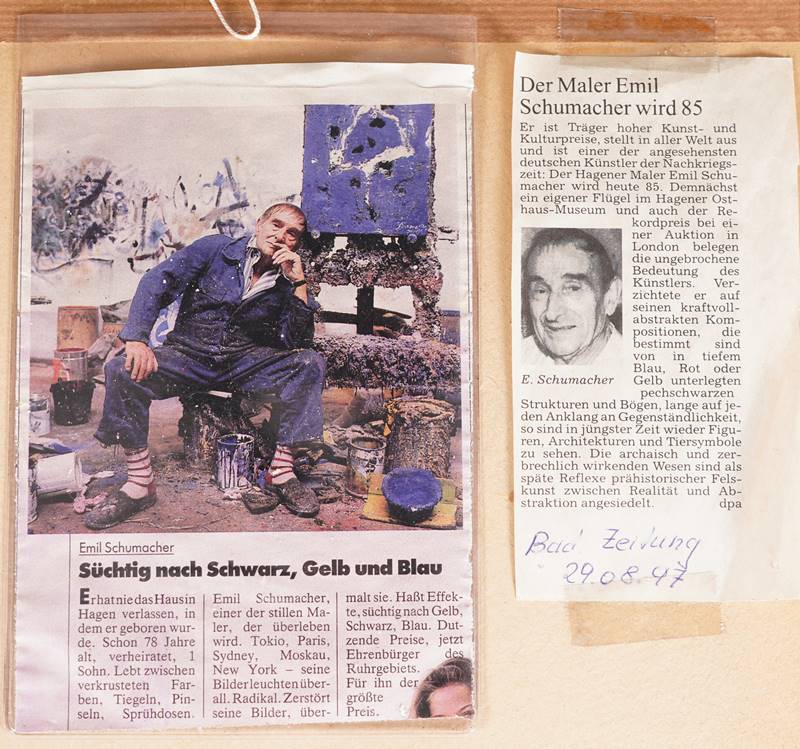 Emil Schumacher
Süchtig nach Schwarz, Gelb und Blau
Er hat nie das Haus in
Hagen verlassen, in
dem er geboren wur-
de. Schon 78 Jahre
alt, verheiratet, 1
Sohn. Lebt zwischen
verkrusteten Far-
ben, Tiegeln, Pin-
seln, Sprühdosen.
Emil Schumacher,
einer der stillen Ma-
ler, der überleben
wird. Tokio, Paris,
Sydney, Moskau,
New York – seine
Bilder leuchten über-
all. Radikal. Zerstört
seine Bilder, über-
malt sie. Haßt Effek-
te, süchtig nach Gelb,
Schwarz, Blau. Dut-
zende Preise, jetzt
Ehrenbürger des
Ruhrgebiets.
Für ihn der
größte
Preis.
Der Maler Emil
Schumacher wird 85
Er ist Träger hoher Kunst- und
Kulturpreise, stellt in aller Welt aus
und ist einer der angesehensten
deutschen Künstler der Nachkriegs-
zeit: Der Hagener Maler Emil Schu-
macher wird heute 85. Demnächst
ein eigener Flügel im Hagener Ost-
haus-Museum und auch der Re-
kordpreis bei ei-
ner Auktion in
London belegen
die ungebrochene
Bedeutung des
Künstlers. Ver-
zichtete er auf
seinen kraftvoll-
abstrakten Kom-
positionen, die
bestimmt sind
von in tiefem
Blau, Rot oder
Gelb unterlegten
pechschwarzen
E. Schumacher
Strukturen und Bögen, lange auf je-
den Anklang an Gegenständlichkeit,
so sind in jüngster Zeit wieder Figu-
ren, Architekturen und Tiersymbole
zu sehen. Die archaisch und zer-
brechlich wirkenden Wesen sind als
späte Reflexe prähistorischer Fels-
kunst zwischen Realität und Ab-
straktion angesiedelt. dpa
Bad Zeitung
29.08.97